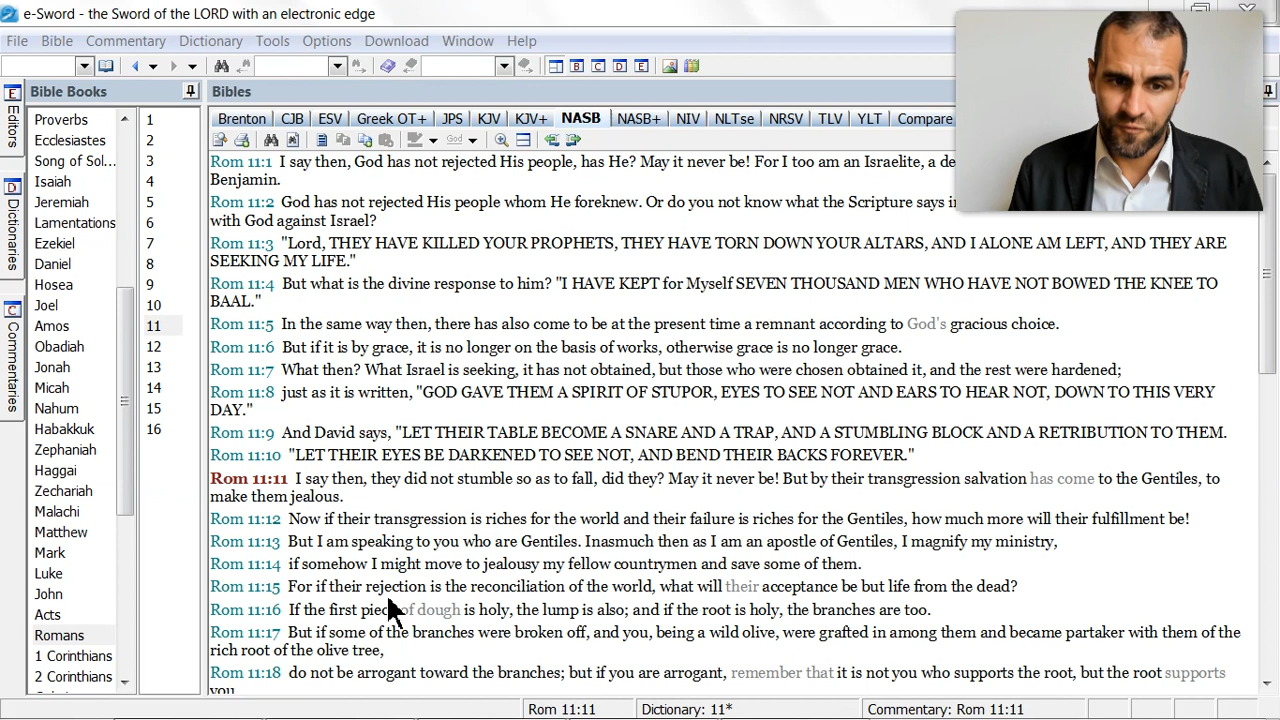 e-Sword - the Sword of the LORD with an electronic edge
File Bible Commentary Dictionary Tools Options Download Window Help
B C D E
Bible Books
Bibles
Editors
Dictionaries
Commentaries
Proverbs
Ecclesiastes
Song of Sol...
Isaiah
Jeremiah
Lamentations
Ezekiel
Daniel
Hosea
Joel
Amos
Obadiah
Jonah
Micah
Nahum
Habakkuk
Zephaniah
Haggai
Zechariah
Malachi
Matthew
Mark
Luke
John
Acts
Romans
1 Corinthians
2 Corinthians
1
2
3
4
5
6
7
8
9
10
11
12
13
14
15
16
Brenton CJB ESV Greek OT+ JPS KJV KJV+ NASB NASB+ NIV NLTse NRSV TLV YLT Compare
God
Rom 11:1 I say then, God has not rejected His people, has He? May it never be! For I too am an Israelite, a de
Benjamin.
Rom 11:2 God has not rejected His people whom He foreknew. Or do you not know what the Scripture says i
with God against Israel?
Rom 11:3 "Lord, THEY HAVE KILLED YOUR PROPHETS, THEY HAVE TORN DOWN YOUR ALTARS, AND I ALONE AM LEFT, AND THEY ARE
SEEKING MY LIFE."
Rom 11:4 But what is the divine response to him? "I HAVE KEPT for Myself SEVEN THOUSAND MEN WHO HAVE NOT BOWED THE KNEE TO
BAAL."
Rom 11:5 In the same way then, there has also come to be at the present time a remnant according to God's gracious choice.
Rom 11:6 But if it is by grace, it is no longer on the basis of works, otherwise grace is no longer grace.
Rom 11:7 What then? What Israel is seeking, it has not obtained, but those who were chosen obtained it, and the rest were hardened;
Rom 11:8 just as it is written, "GOD GAVE THEM A SPIRIT OF STUPOR, EYES TO SEE NOT AND EARS TO HEAR NOT, DOWN TO THIS VERY
DAY."
Rom 11:9 And David says, "LET THEIR TABLE BECOME A SNARE AND A TRAP, AND A STUMBLING BLOCK AND A RETRIBUTION TO THEM.
Rom 11:10 "LET THEIR EYES BE DARKENED TO SEE NOT, AND BEND THEIR BACKS FOREVER."
Rom 11:11 I say then, they did not stumble so as to fall, did they? May it never be! But by their transgression salvation has come to the Gentiles, to
make them jealous.
Rom 11:12 Now if their transgression is riches for the world and their failure is riches for the Gentiles, how much more will their fulfillment be!
Rom 11:13 But I am speaking to you who are Gentiles. Inasmuch then as I am an apostle of Gentiles, I magnify my ministry,
Rom 11:14 if somehow I might move to jealousy my fellow countrymen and save some of them.
Rom 11:15 For if their rejection is the reconciliation of the world, what will their acceptance be but life from the dead?
Rom 11:16 If the first piece of dough is holy, the lump is also; and if the root is holy, the branches are too.
Rom 11:17 But if some of the branches were broken off, and you, being a wild olive, were grafted in among them and became partaker with them of the
rich root of the olive tree,
Rom 11:18 do not be arrogant toward the branches; but if you are arrogant, remember that it is not you who supports the root, but the root supports
you
Rom 11:11 Dictionary: 11* Commentary: Rom 11:11